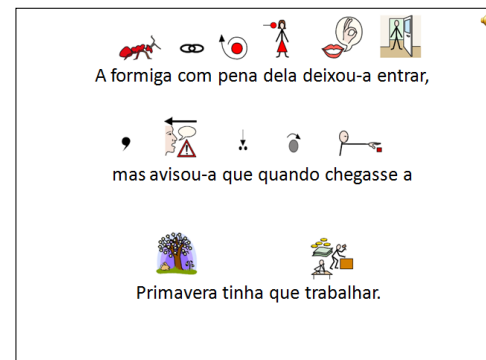 A formiga com pena dela deixou-a entrar,
mas avisou-a que quando chegasse a
Primavera tinha que trabalhar.